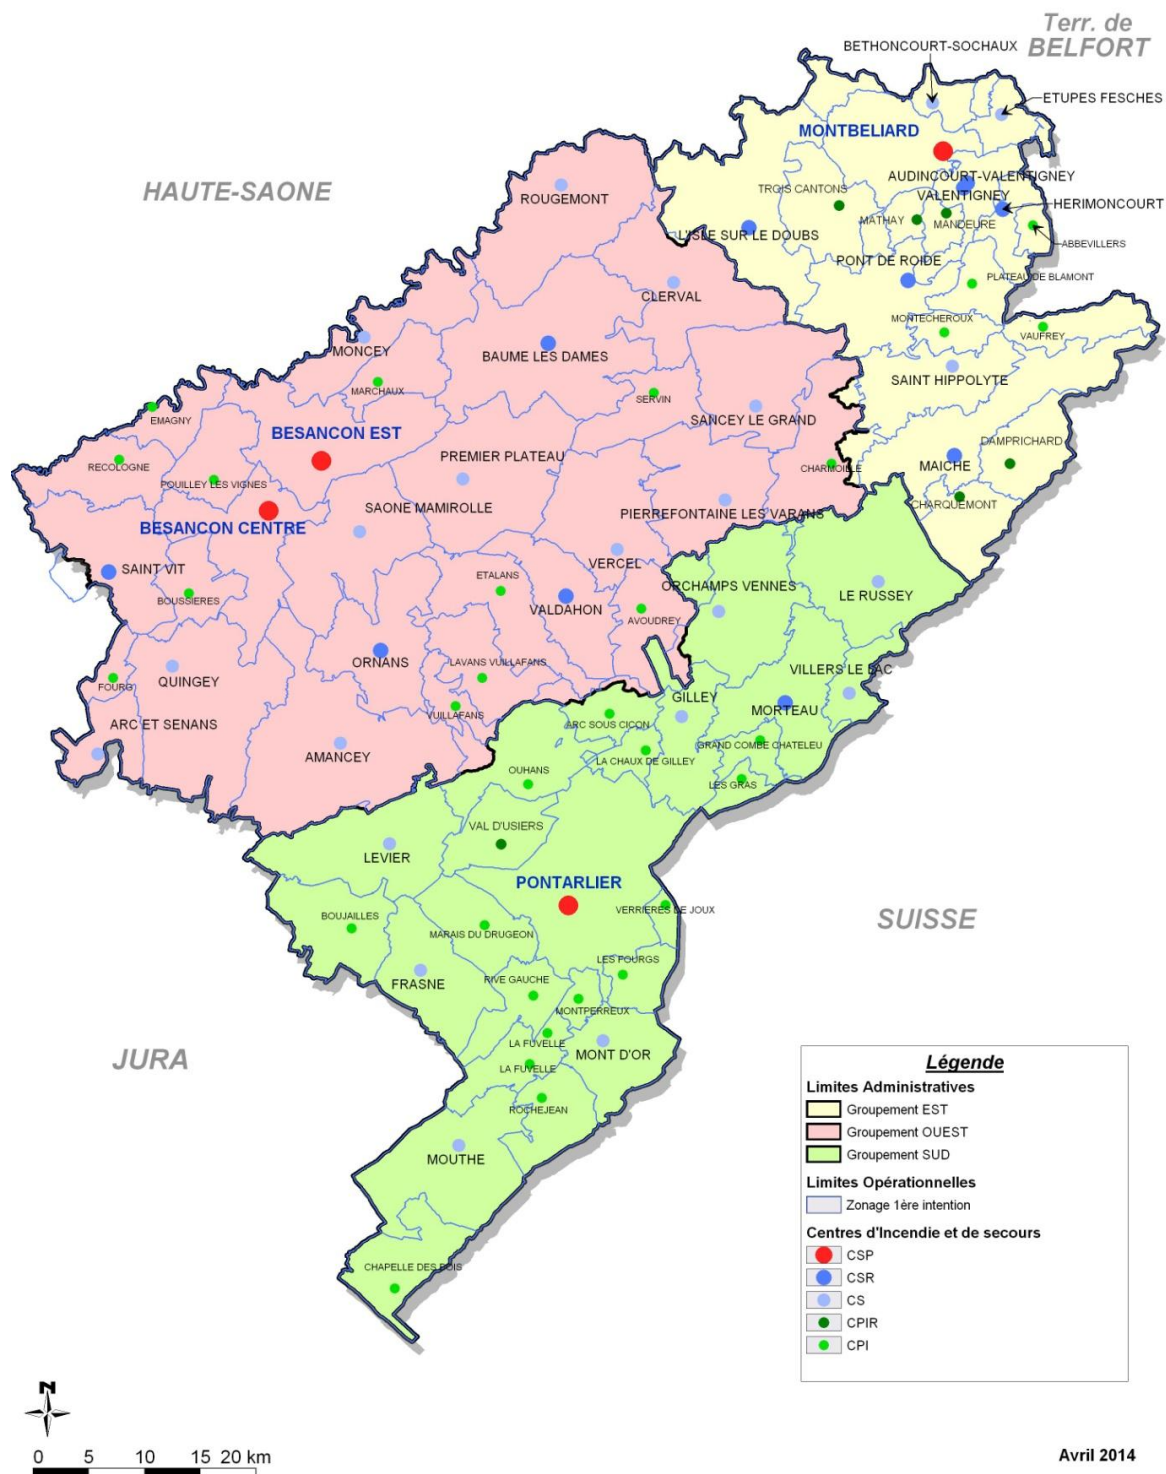 Terr. de
BELFORT
BETHONCOURT-SOCHAUX
ETUPES FESCHES
MONTBELIARD
HAUTE-SAONE
AUDINCOURT-VALENTIGNEY
TROIS CANTONS
VALENTIGNEY
ROUGEMONT
HERIMONCOURT
MATHAY
MANDEURE
L'ISLE SUR LE DOUBS
ABBEVILLERS
PONT DE ROIDE
PLATEAU DE BLAMONT
CLERVAL
MONTECHEROUX
VAUFREY
MONCEY
BAUME LES DAMES
SAINT HIPPOLYTE
MARCHAUX
SERVIN
EMAGNY
SANCEY LE GRAND
BESANCON EST
DAMPRICHARD
PREMIER PLATEAU
MAICHE
RECOLOGNE
CHARMOILLE
POUILLEY LES VIGNES
CHARQUEMONT
SAONE MAMIROLLE
PIERREFONTAINE LES VARANS
BESANCON CENTRE
VERCEL
SAINT VIT
ETALANS
ORCHAMPS VENNES
LE RUSSEY
BOUSSIERES
VALDAHON
AVOUDREY
ORNANS
LAVANS VUILLAFANS
VILLERS LE LAC
QUINGEY
FOURG
GILLEY
MORTEAU
VUILLAFANS
ARC ET SENANS
ARC SOUS CICON
GRAND COMBE CHATELEU
AMANCEY
LA CHAUX DE GILLEY
OUHANS
LES GRAS
VAL D'USIERS
LEVIER
PONTARLIER
VERRIERES DE JOUX
SUISSE
BOUJAILLES
MARAIS DU DRUGEON
LES FOURGS
FRASNE
RIVE GAUCHE
MONTPERREUX
LA FUVELLE
MONT D'OR
JURA
LA FUVELLE
ROCHEJEAN
MOUTHE
CHAPELLE DES BOIS
Légende
Limites Administratives
Groupement EST
Groupement OUEST
Groupement SUD
Limites Opérationnelles
Zonage 1ère intention
Centres d'Incendie et de secours
CSP
CSR
CS
CPIR
CPI
N
0 5 10 15 20 km
Avril 2014